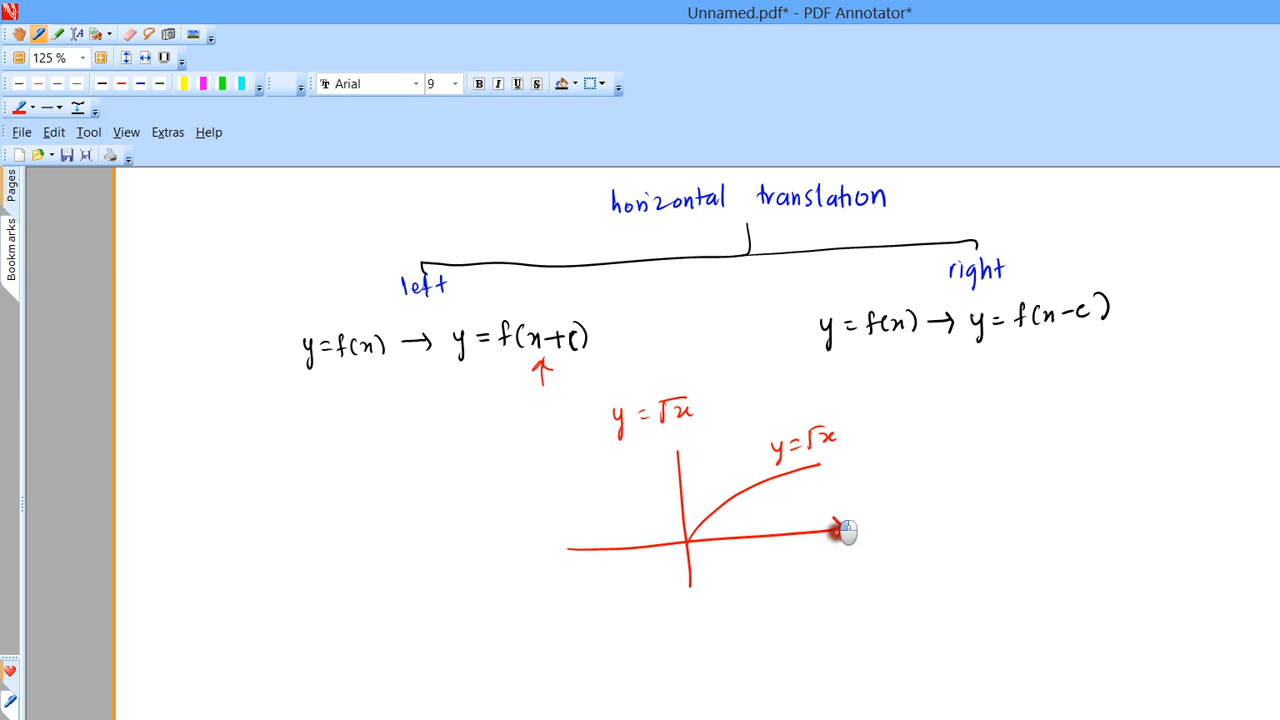 Unnamed.pdf* - PDF Annotator*
125 %
Arial
9
B I U S
File Edit Tool View Extras Help
Pages
Bookmarks
horizontal translation
left
right
y=f(x) → y=f(x+c)
y=f(x) → y=f(x-c)
y=√x
y=√x